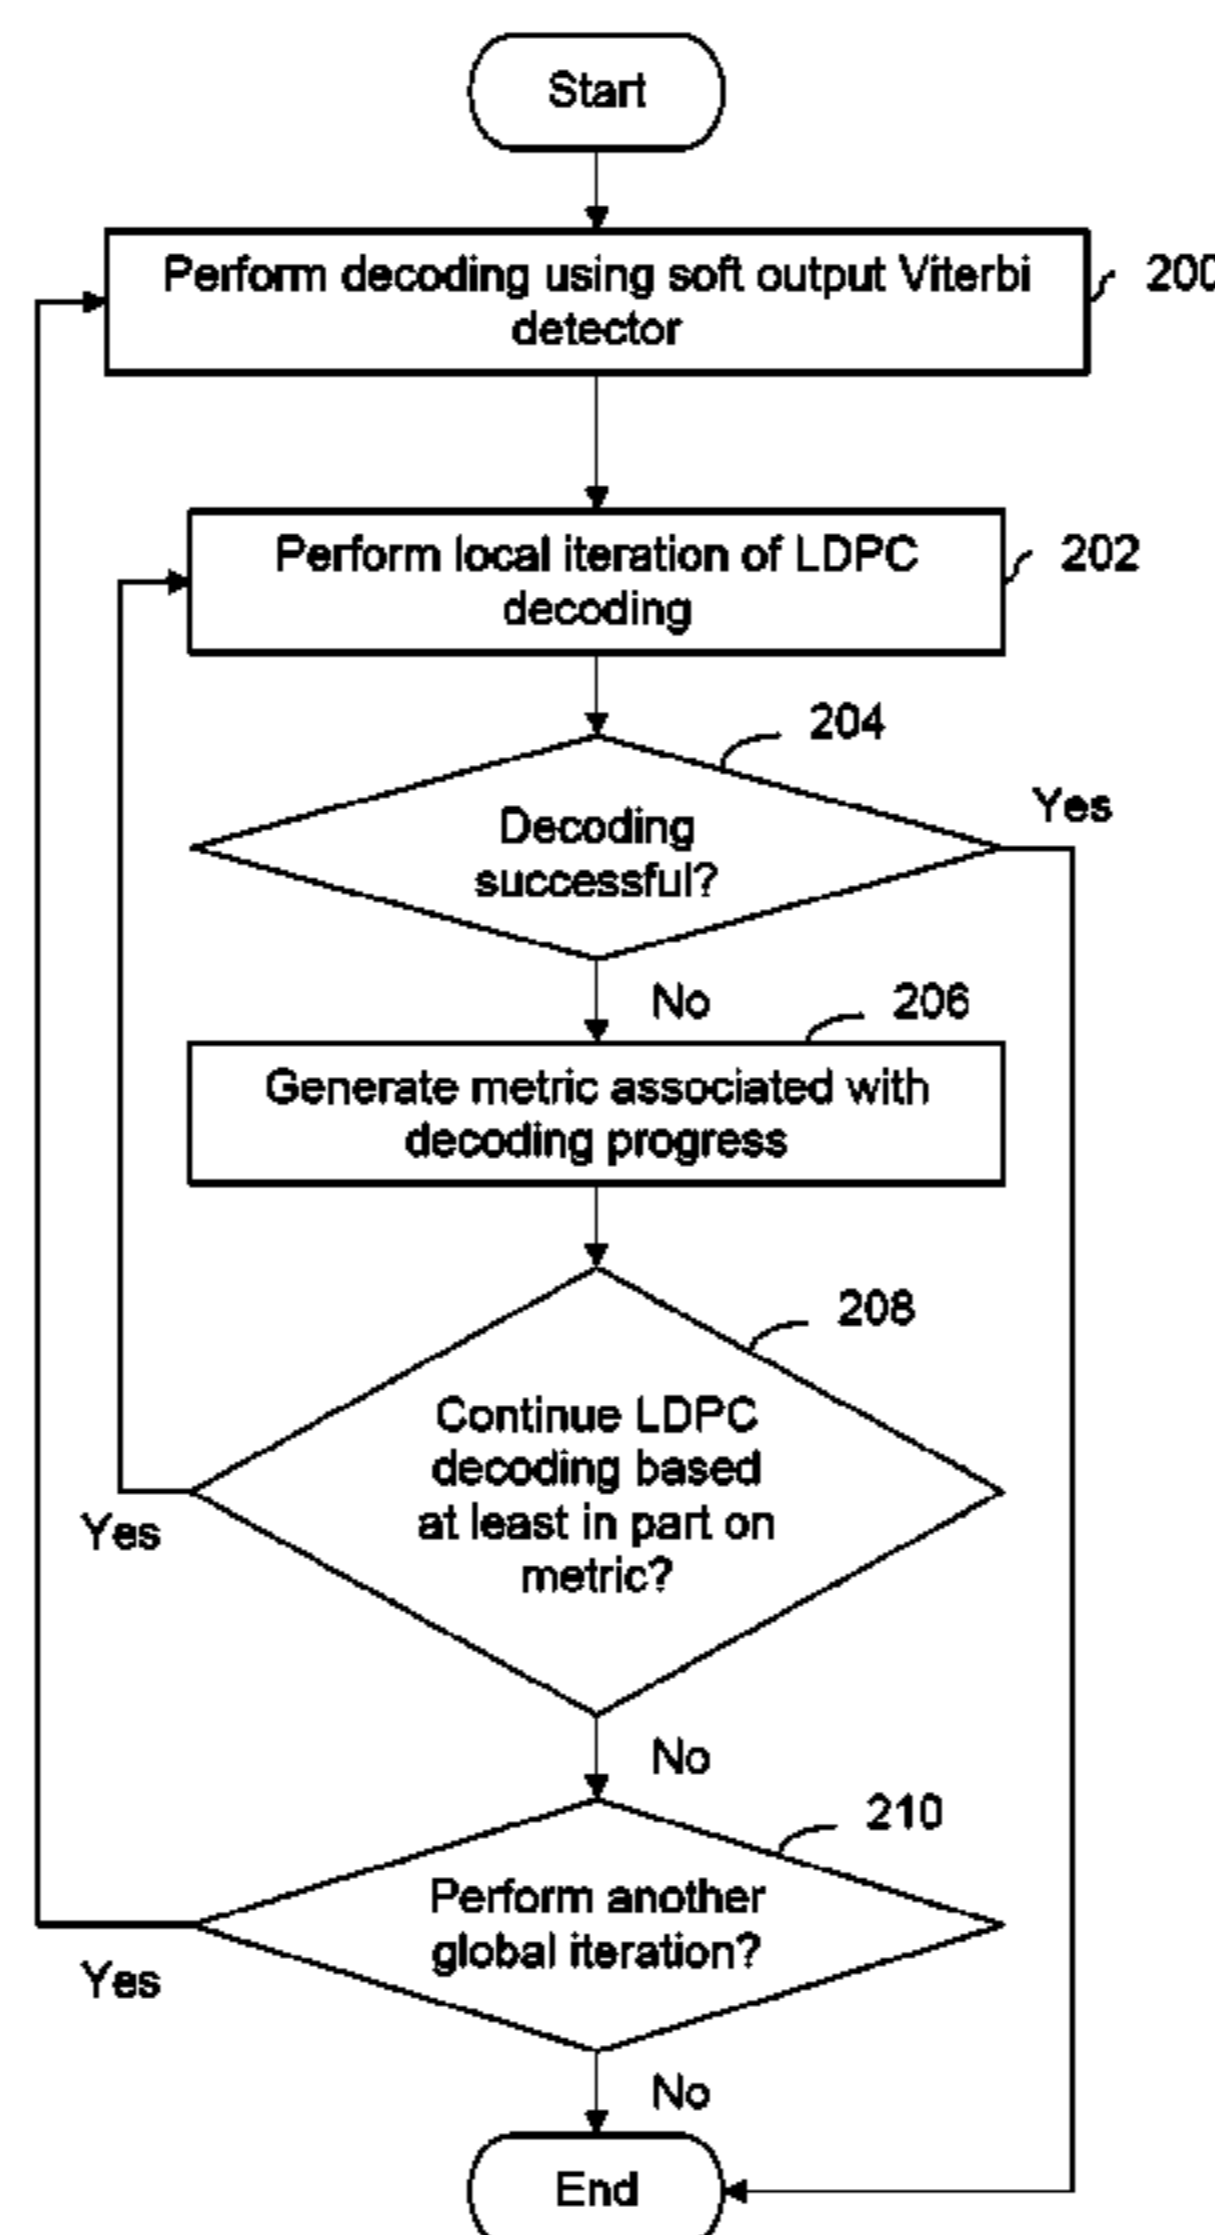 Start
Perform decoding using soft output Viterbi
detector
200
Perform local iteration of LDPC
decoding
202
204
Decoding
successful?
Yes
No
206
Generate metric associated with
decoding progress
208
Continue LDPC
decoding based
at least in part on
metric?
Yes
No
210
Perform another
global iteration?
Yes
No
End